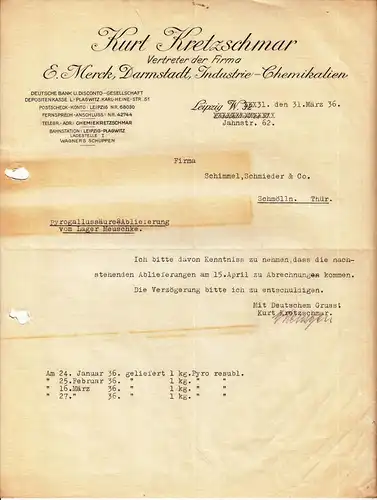 Kurt Kretzschmar
Vertreter der Firma
E. Merck, Darmstadt, Industrie-Chemikalien
DEUTSCHE BANK U. DISCONTO-GESELLSCHAFT
DEPOSITENKASSE L.-PLAGWITZ, KARL-HEINE-STR. 51
POSTSCHECK-KONTO: LEIPZIG NR. 68030
FERNSPRECH-ANSCHLUSS: NR. 42744
TELEGR.-ADR.: CHEMIEKRETZSCHMAR
BAHNSTATION: LEIPZIG-PLAGWITZ
LADESTELLE I
WAGNERS SCHUPPEN
Leipzig W. 31, den 31. März 36.
Jahnstr. 62.
Firma
Schimmel, Schmieder & Co.
Schmölln. Thür.
Pyrogallussäure=Ablieferung
vom Lager Meuschke.
Ich bitte davon Kenntniss zu nehmen, dass die nach-
stehenden Ablieferungen am 15. April zu Abrechnung kommen.
Die Verzögerung bitte ich zu entschuldigen.
Mit Deutschem Gruss!
Kurt Kretzschmar.
Am 24. Januar 36. geliefert 1 kg. Pyro resubl.
" 25. Februar 36. " 1 kg. " "
" 16. März 36. " 1 kg. " "
" 27. " 36. " 1 kg. " "